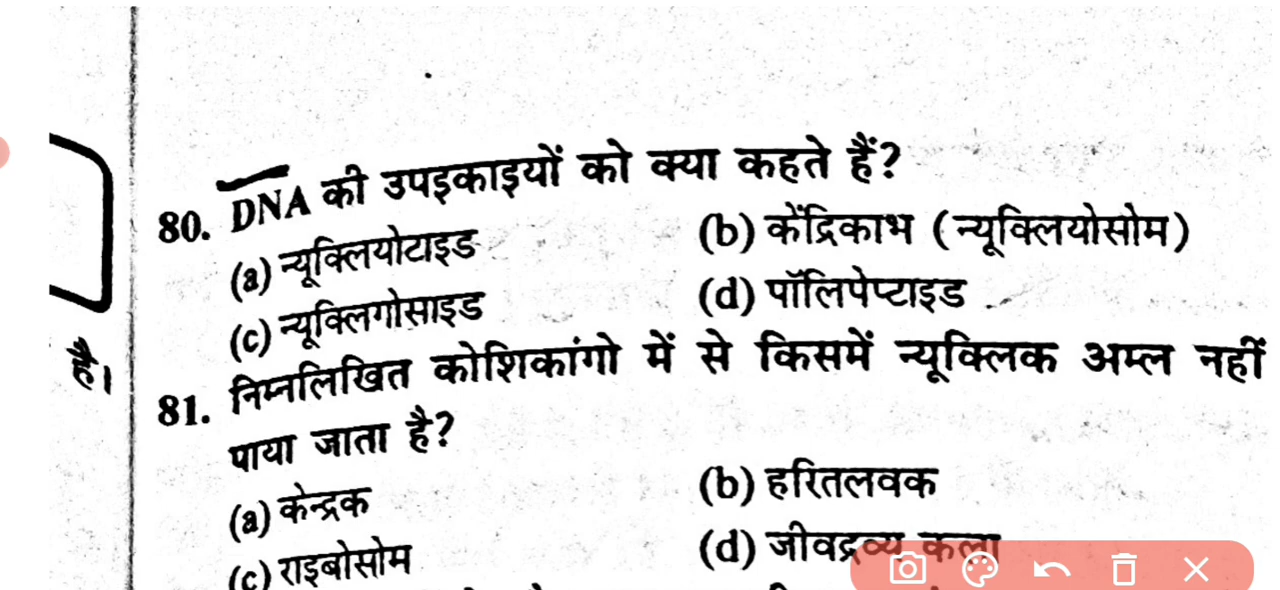 80. DNA की उपइकाइयों को क्या कहते हैं?
(a) न्यूक्लियोटाइड (b) केंद्रिकाभ (न्यूक्लियोसोम)
(c) न्यूक्लिगोसाइड (d) पॉलिपेप्टाइड
है।
81. निम्नलिखित कोशिकांगो में से किसमें न्यूक्लिक अम्ल नहीं
पाया जाता है?
(a) केन्द्रक (b) हरितलवक
(c) राइबोसोम (d) जीवद्रव्य कला